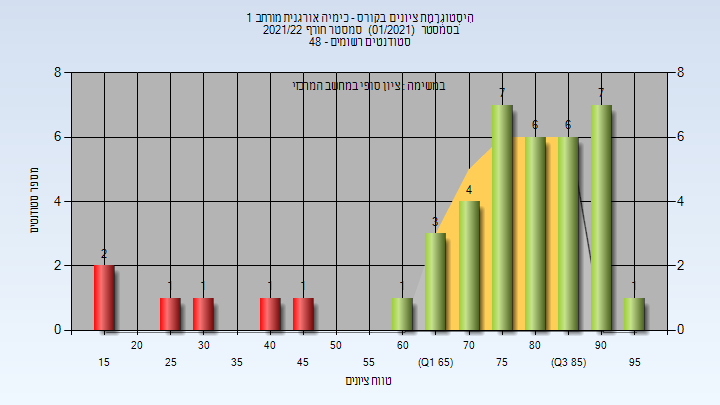 היסטוגרמת ציונים בקורס - כימיה אורגנית מורחב 1
בסמסטר (01/2021) סמסטר חורף 2021/22
סטודנטים רשומים - 48
במשימה : ציון סופי במחשב המרכזי
8 8
6 6
4 4
2 2
0 0
מספר סטודנטים
2 1 1 1 1 1 3 4 7 6 6 7 1
20 30 40 50 60 70 80 90
15 25 35 45 55 (Q1 65) 75 (Q3 85) 95
טווח ציונים